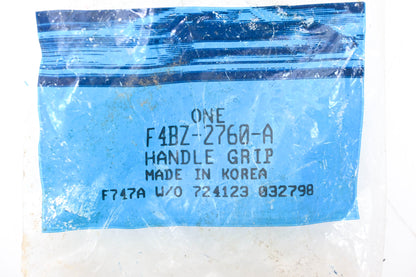 ONE
F4BZ-2760-A
HANDLE GRIP
MADE IN KOREA
F747A W/O 724123 032798